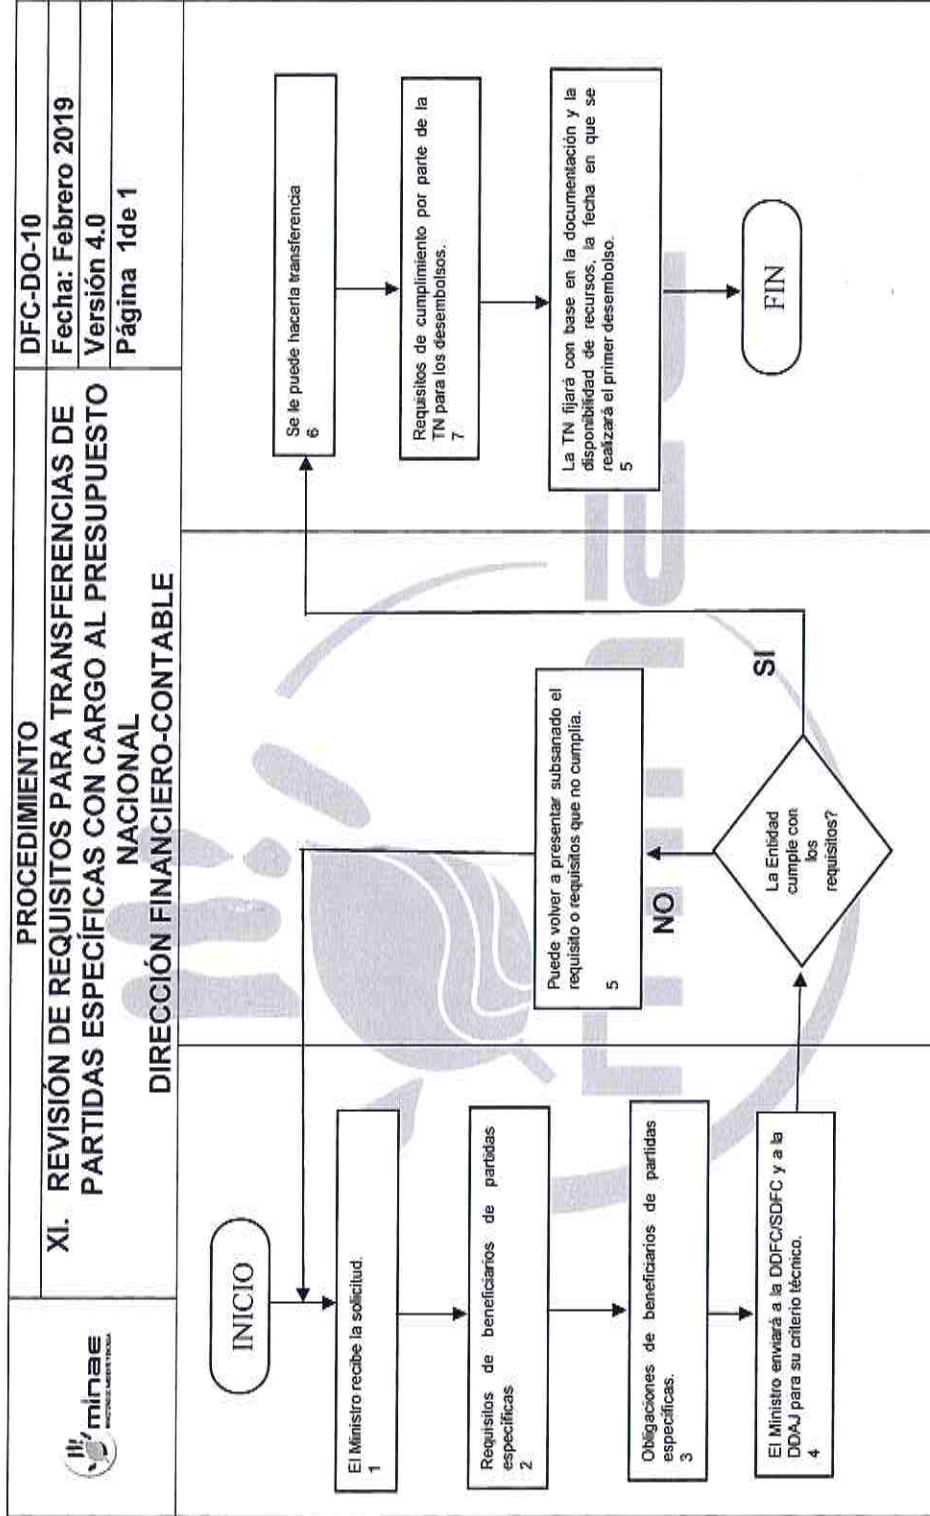 minae
PROCEDIMIENTO
XI. REVISIÓN DE REQUISITOS PARA TRANSFERENCIAS DE
PARTIDAS ESPECÍFICAS CON CARGO AL PRESUPUESTO
NACIONAL
DIRECCIÓN FINANCIERO-CONTABLE
DFC-DO-10
Fecha: Febrero 2019
Versión 4.0
Página 1de 1
INICIO
El Ministro recibe la solicitud.
1
Requisitos de beneficiarios de partidas
específicas
2
Obligaciones de beneficiarios de partidas
específicas.
3
El Ministro enviará a la DDFC/SDFC y a la
DDAJ para su criterio técnico.
4
Puede volver a presentar subsanado el
requisito o requisitos que no cumplía.
5
NO
La Entidad
cumple con
los
requisitos?
SI
Se le puede hacerla transferencia
6
Requisitos de cumplimiento por parte de la
TN para los desembolsos.
7
La TN fijará con base en la documentación y la
disponibilidad de recursos, la fecha en que se
realizará el primer desembolso.
5
FIN